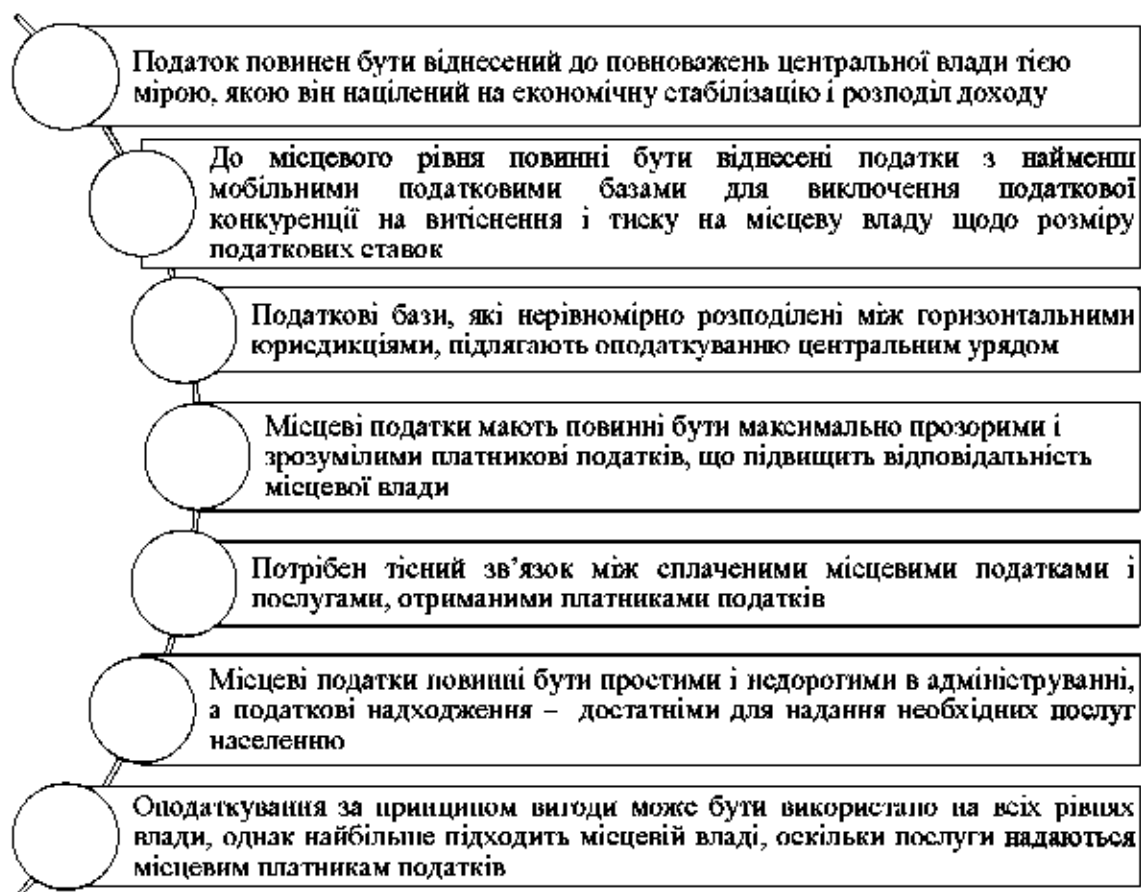 Податок повинен бути віднесений до повноважень центральної влади тією
мірою, якою він націлений на економічну стабілізацію і розподіл доходу
До місцевого рівня повинні бути віднесені податки з найменш
мобільними податковими базами для виключення податкової
конкуренції на витіснення і тиску на місцеву владу щодо розміру
податкових ставок
Податкові бази, які нерівномірно розподілені між горизонтальними
юрисдикціями, підлягають оподаткуванню центральним урядом
Місцеві податки мають повинні бути максимально прозорими і
зрозумілими платникові податків, що підвищить відповідальність
місцевої влади
Потрібен тісний зв’язок між сплаченими місцевими податками і
послугами, отриманими платниками податків
Місцеві податки повинні бути простими і недорогими в адмініструванні,
а податкові надходження – достатніми для надання необхідних послуг
населенню
Оподаткування за принципом вигоди може бути використано на всіх рівнях
влади, однак найбільше підходить місцевій владі, оскільки послуги надаються
місцевим платникам податків